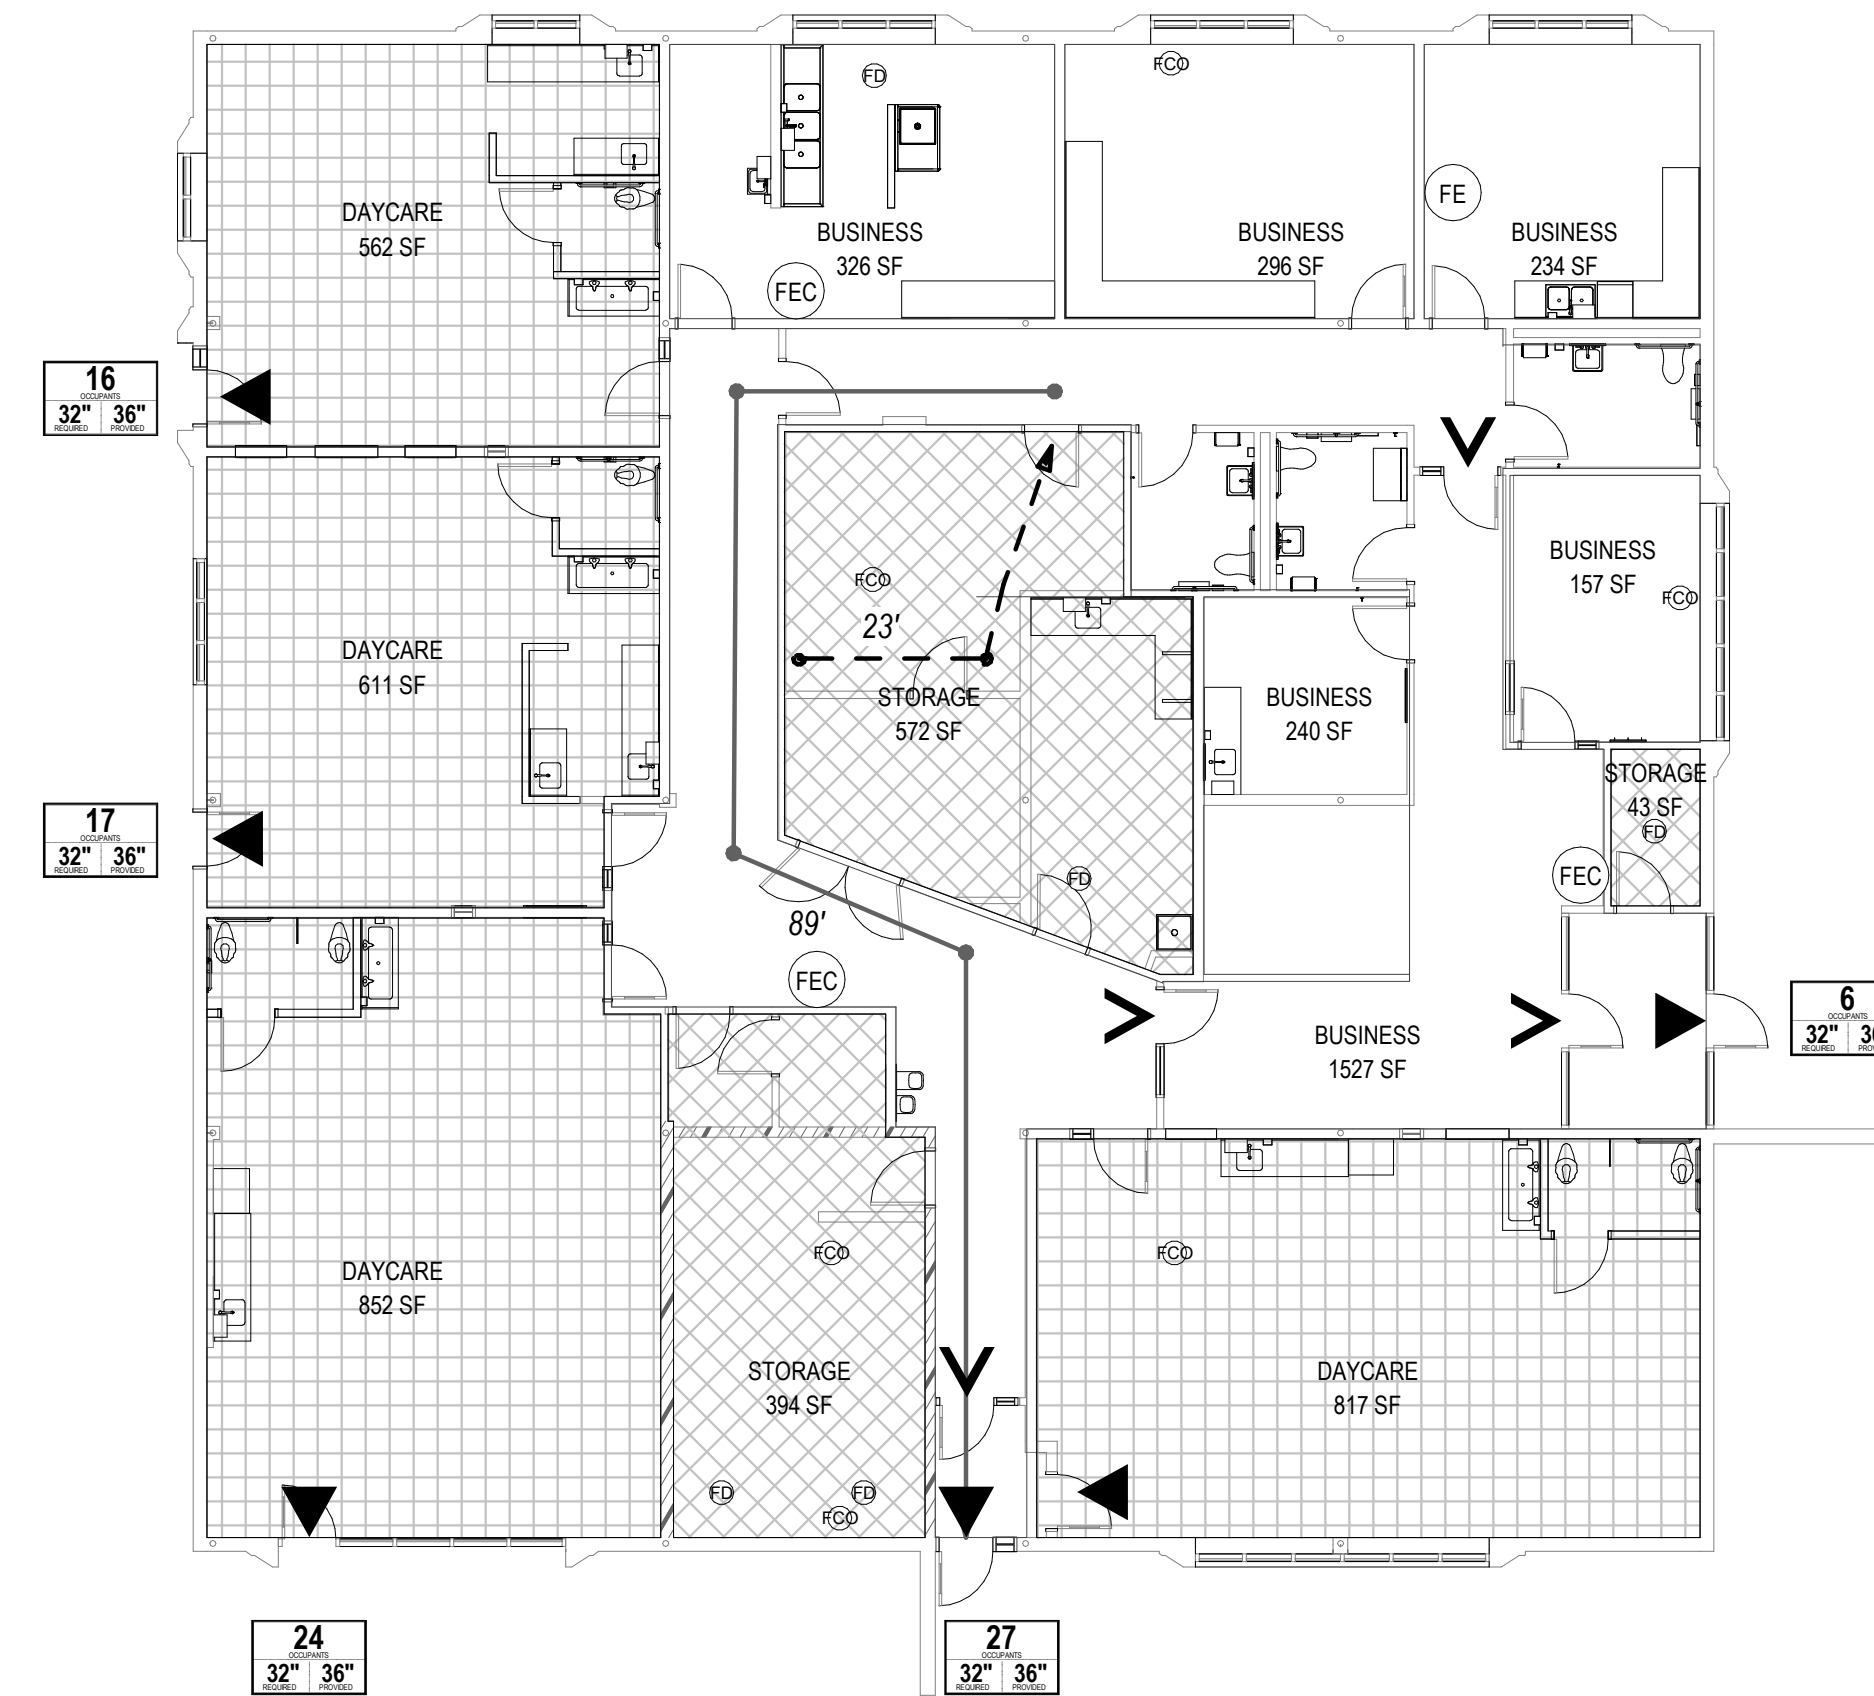 FD
FCO
DAYCARE
562 SF
BUSINESS
326 SF
FEC
BUSINESS
296 SF
FE
BUSINESS
234 SF
16
OCCUPANTS
32" 36"
REQUIRED PROVIDED
FCO
23'
STORAGE
572 SF
BUSINESS
157 SF
FCO
DAYCARE
611 SF
BUSINESS
240 SF
STORAGE
43 SF
FD
17
OCCUPANTS
32" 36"
REQUIRED PROVIDED
FD
FEC
89'
FEC
BUSINESS
1527 SF
6
OCCUPANTS
32"
REQUIRED
DAYCARE
852 SF
FCO
FCO
STORAGE
394 SF
DAYCARE
817 SF
FD
FD
FCO
24
OCCUPANTS
32" 36"
REQUIRED PROVIDED
27
OCCUPANTS
32" 36"
REQUIRED PROVIDED